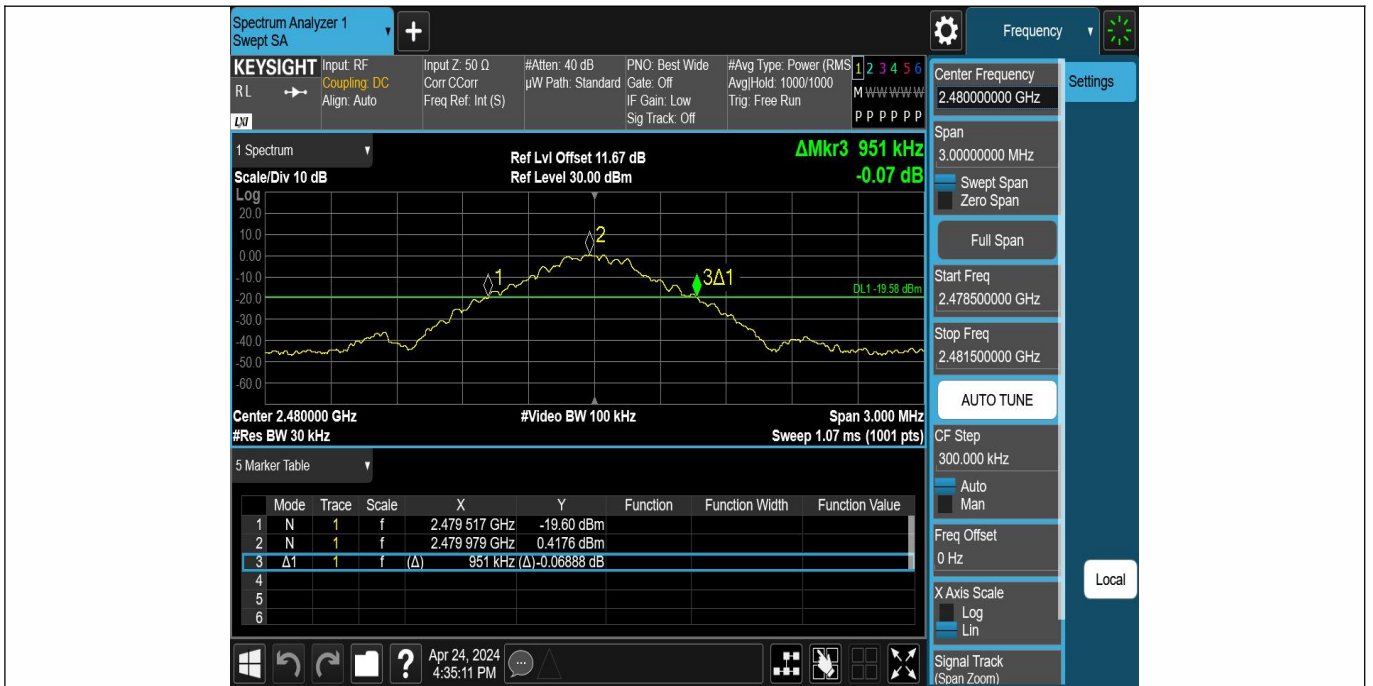 Spectrum Analyzer 1
Swept SA
+
Frequency
KEYSIGHT
RL
LXI
Input: RF
Coupling: DC
Align: Auto
Input Z: 50 Ω
Corr CCorr
Freq Ref: Int (S)
#Atten: 40 dB
µW Path: Standard
PNO: Best Wide
Gate: Off
IF Gain: Low
Sig Track: Off
#Avg Type: Power (RMS
Avg|Hold: 1000/1000
Trig: Free Run
1 2 3 4 5 6
M W W W W W
P P P P P P
1 Spectrum
Scale/Div 10 dB
Ref Lvl Offset 11.67 dB
Ref Level 30.00 dBm
ΔMkr3 951 kHz
-0.07 dB
Log
20.0
10.0
0.00
-10.0
-20.0
-30.0
-40.0
-50.0
-60.0
1
2
3Δ1
DL1 -19.58 dBm
Center 2.480000 GHz
#Video BW 100 kHz
Span 3.000 MHz
#Res BW 30 kHz
Sweep 1.07 ms (1001 pts)
5 Marker Table
Mode Trace Scale X Y Function Function Width Function Value
1 N 1 f 2.479 517 GHz -19.60 dBm
2 N 1 f 2.479 979 GHz 0.4176 dBm
3 Δ1 1 f (Δ) 951 kHz (Δ) -0.06888 dB
4
5
6
?
Apr 24, 2024
4:35:11 PM
Center Frequency
2.480000000 GHz
Span
3.00000000 MHz
Swept Span
Zero Span
Full Span
Start Freq
2.478500000 GHz
Stop Freq
2.481500000 GHz
AUTO TUNE
CF Step
300.000 kHz
Auto
Man
Freq Offset
0 Hz
X Axis Scale
Log
Lin
Signal Track
(Span Zoom)
Settings
Local